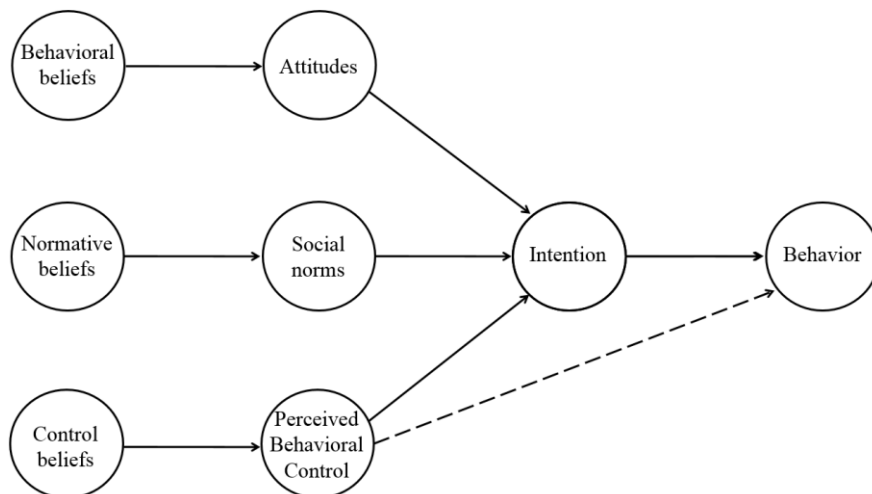 Behavioral
beliefs
Attitudes
Normative
beliefs
Social
norms
Intention
Behavior
Control
beliefs
Perceived
Behavioral
Control